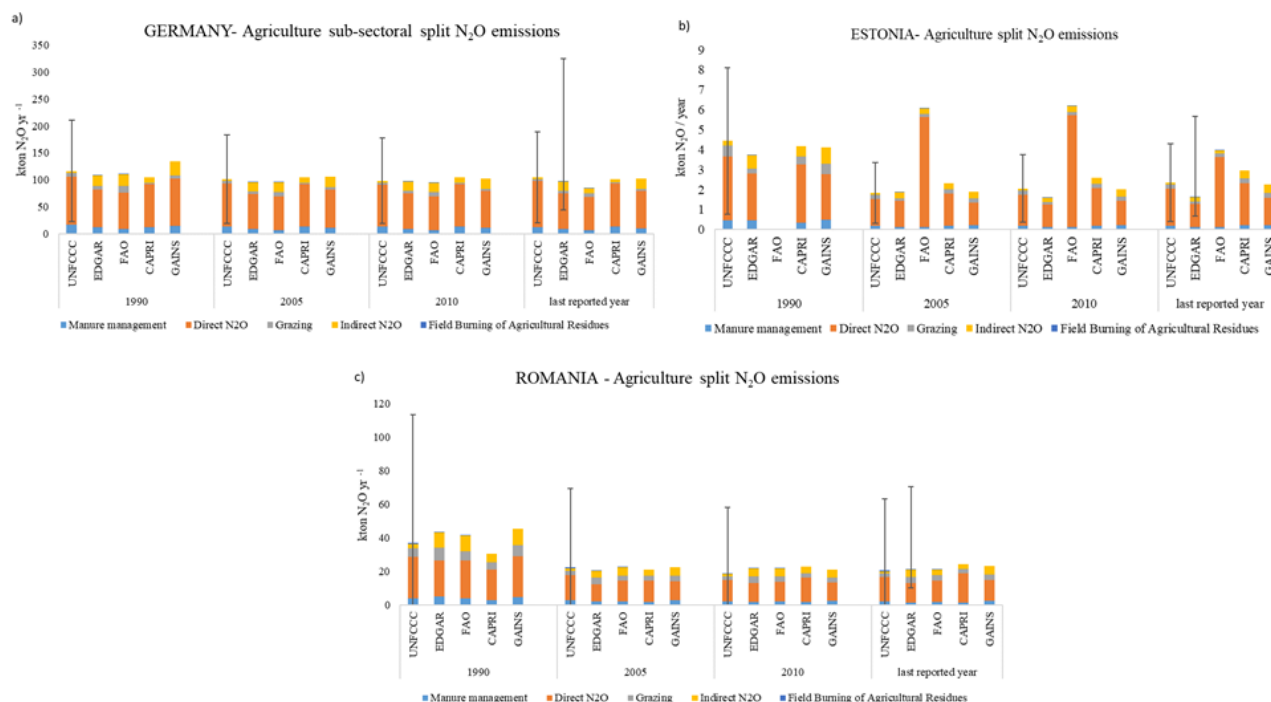 a)
GERMANY- Agriculture sub-sectoral split N₂O emissions
kton N₂O yr ⁻¹
350
300
250
200
150
100
50
0
UNFCCC EDGAR FAO CAPRI GAINS UNFCCC EDGAR FAO CAPRI GAINS UNFCCC EDGAR FAO CAPRI GAINS UNFCCC EDGAR FAO CAPRI GAINS
1990 2005 2010 last reported year
Manure management Direct N2O Grazing Indirect N2O Field Burning of Agricultural Residues
b)
ESTONIA- Agriculture split N₂O emissions
kton N₂O / year
9
8
7
6
5
4
3
2
1
0
UNFCCC EDGAR FAO CAPRI GAINS UNFCCC EDGAR FAO CAPRI GAINS UNFCCC EDGAR FAO CAPRI GAINS UNFCCC EDGAR FAO CAPRI GAINS
1990 2005 2010 last reported year
Manure management Direct N2O Grazing Indirect N2O Field Burning of Agricultural Residues
c)
ROMANIA - Agriculture split N₂O emissions
kton N₂O yr ⁻¹
120
100
80
60
40
20
0
UNFCCC EDGAR FAO CAPRI GAINS UNFCCC EDGAR FAO CAPRI GAINS UNFCCC EDGAR FAO CAPRI GAINS UNFCCC EDGAR FAO CAPRI GAINS
1990 2005 2010 last reported year
Manure management Direct N2O Grazing Indirect N2O Field Burning of Agricultural Residues